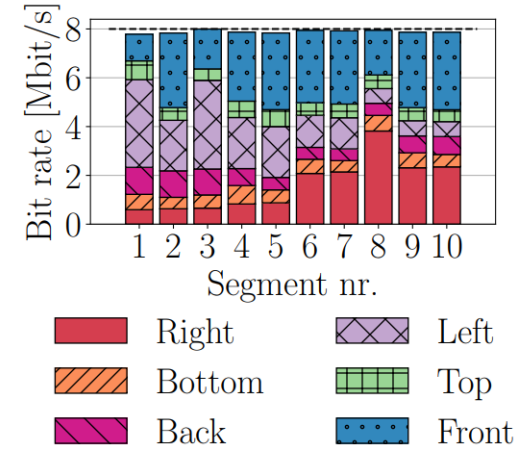 Bit rate [Mbit/s]
8
6
4
2
0
1 2 3 4 5 6 7 8 9 10
Segment nr.
Right
Left
Bottom
Top
Back
Front